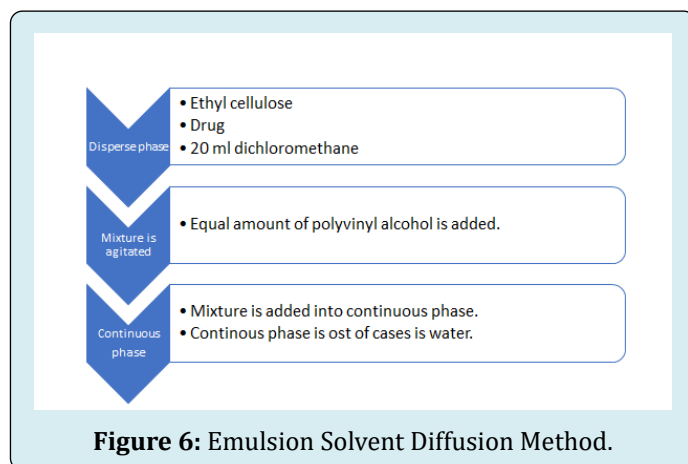 Disperse phase
• Ethyl cellulose
• Drug
• 20 ml dichloromethane
Mixture is
agitated
• Equal amount of polyvinyl alcohol is added.
Continuous
phase
• Mixture is added into continuous phase.
• Continous phase is ost of cases is water.
Figure 6: Emulsion Solvent Diffusion Method.